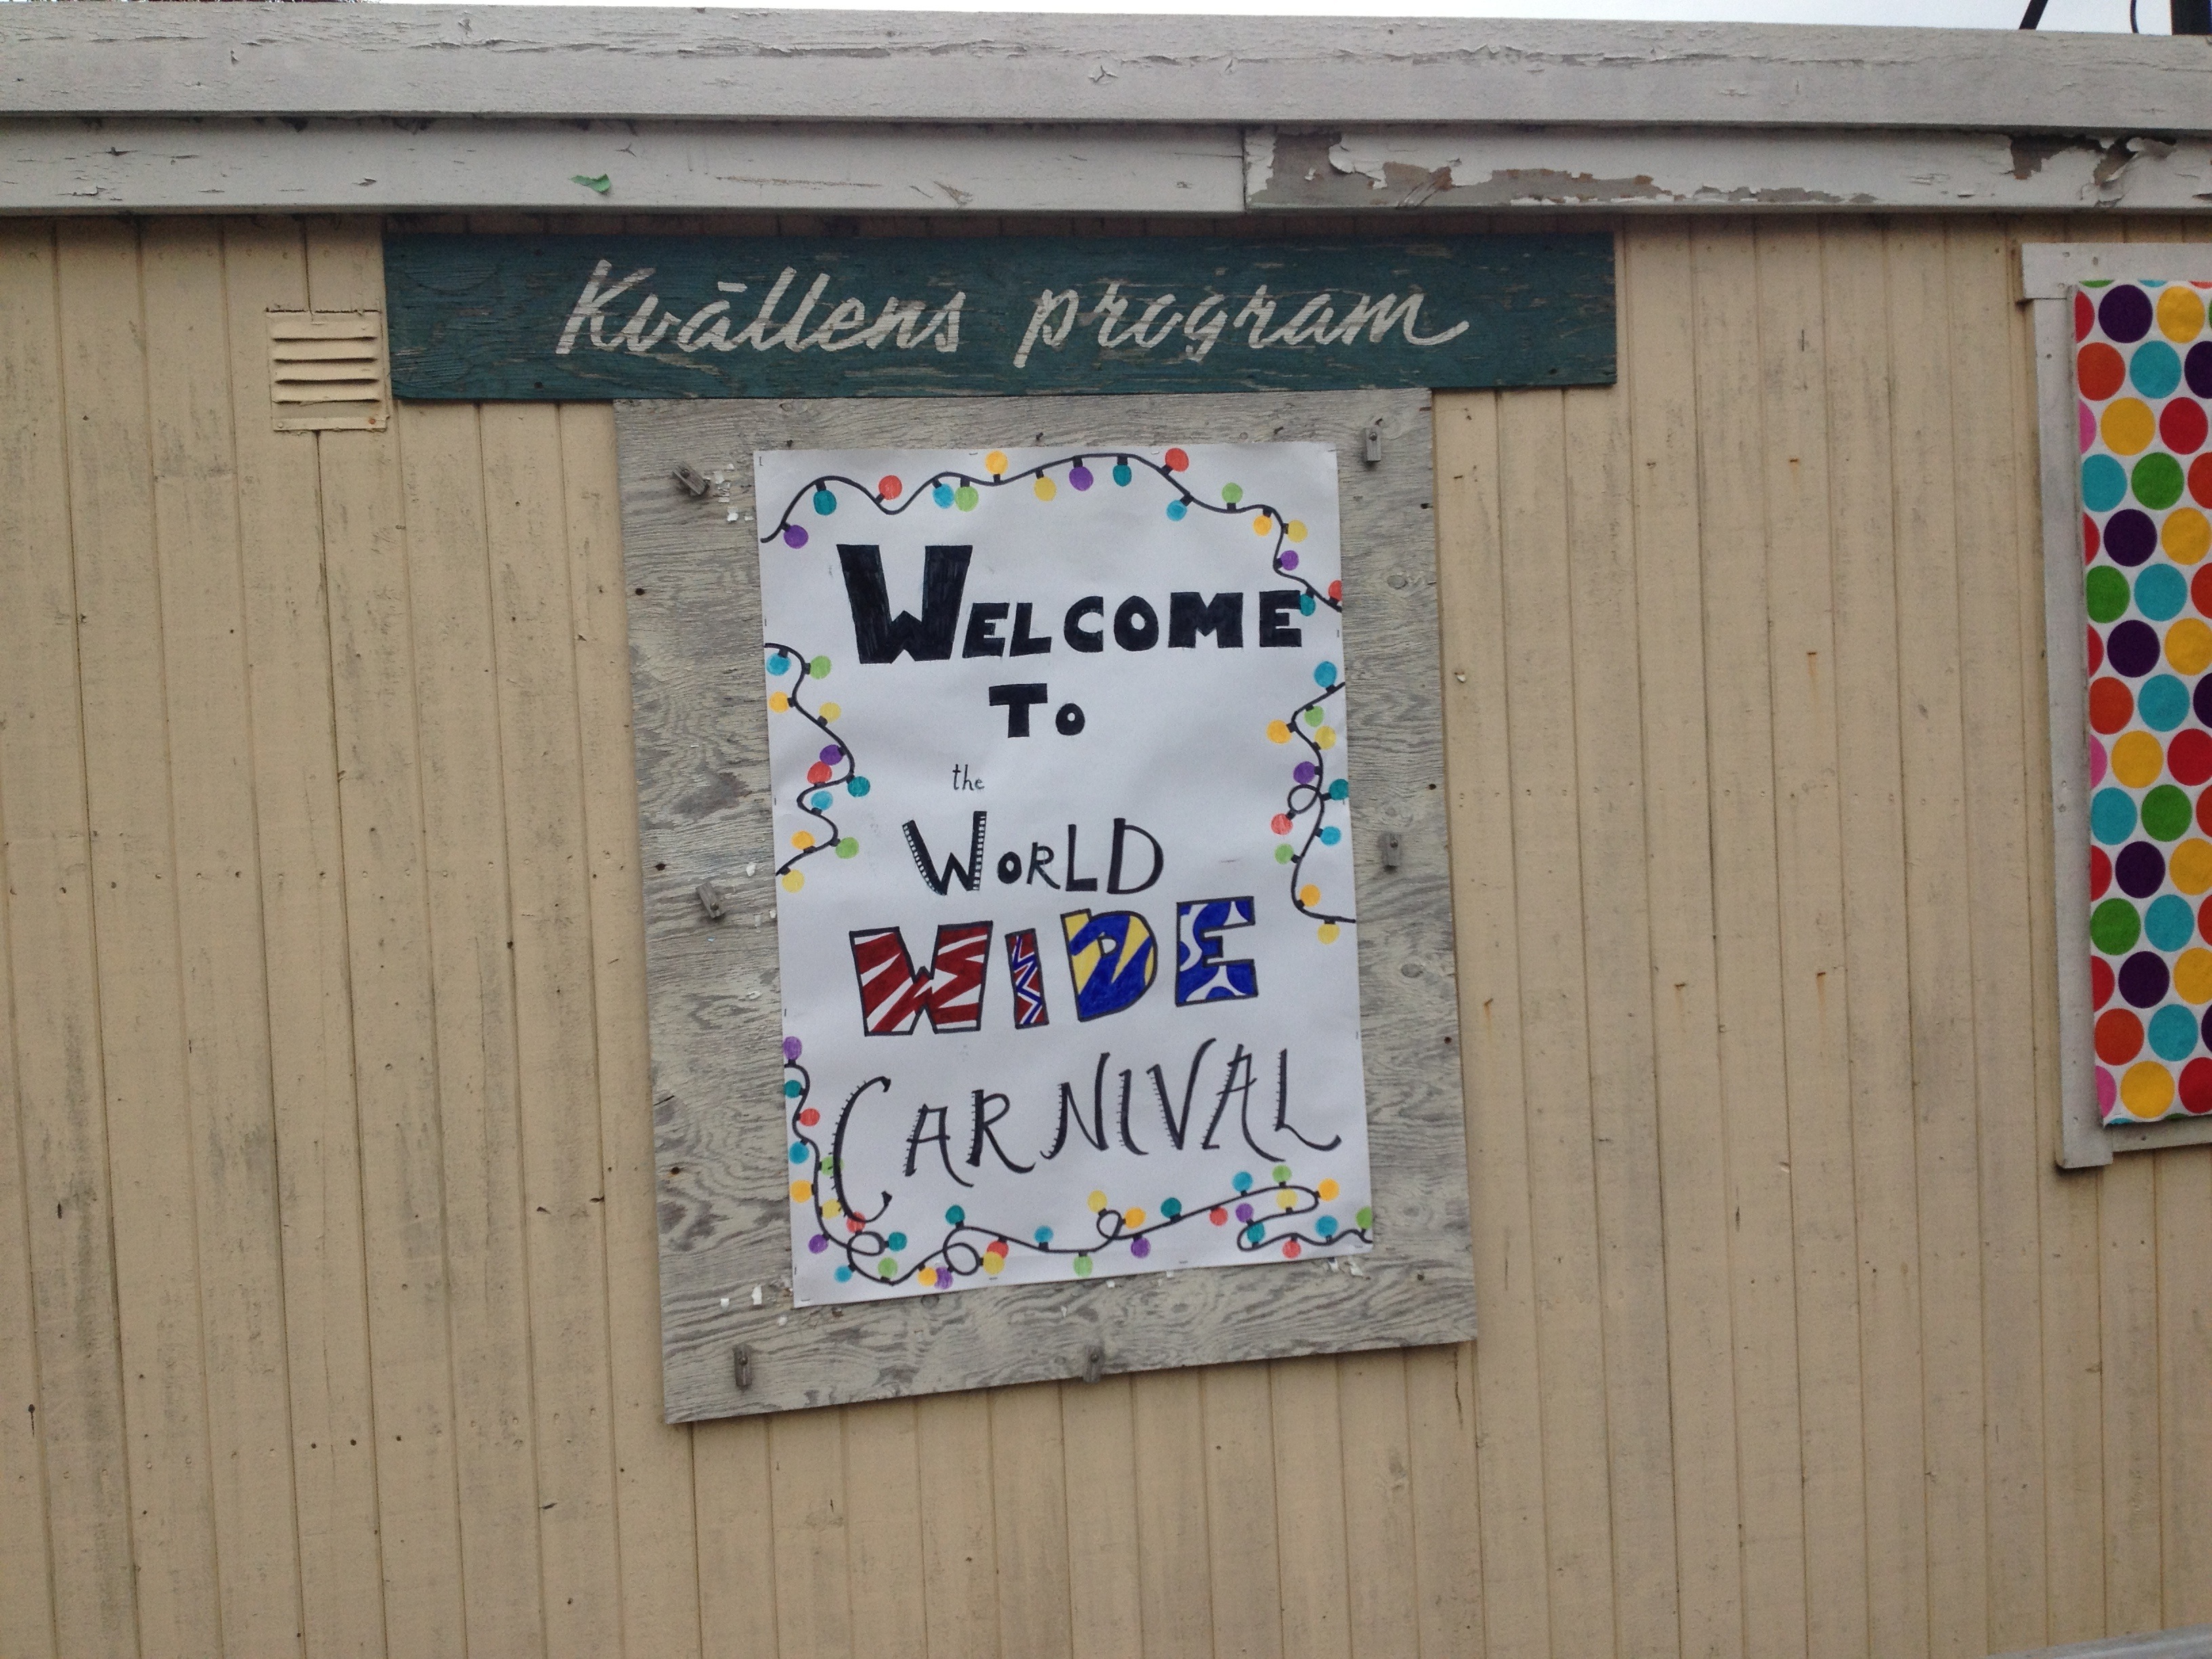 Kvällens program
WELCOME
To
the
WORLD
WIDE
CARNIVAL